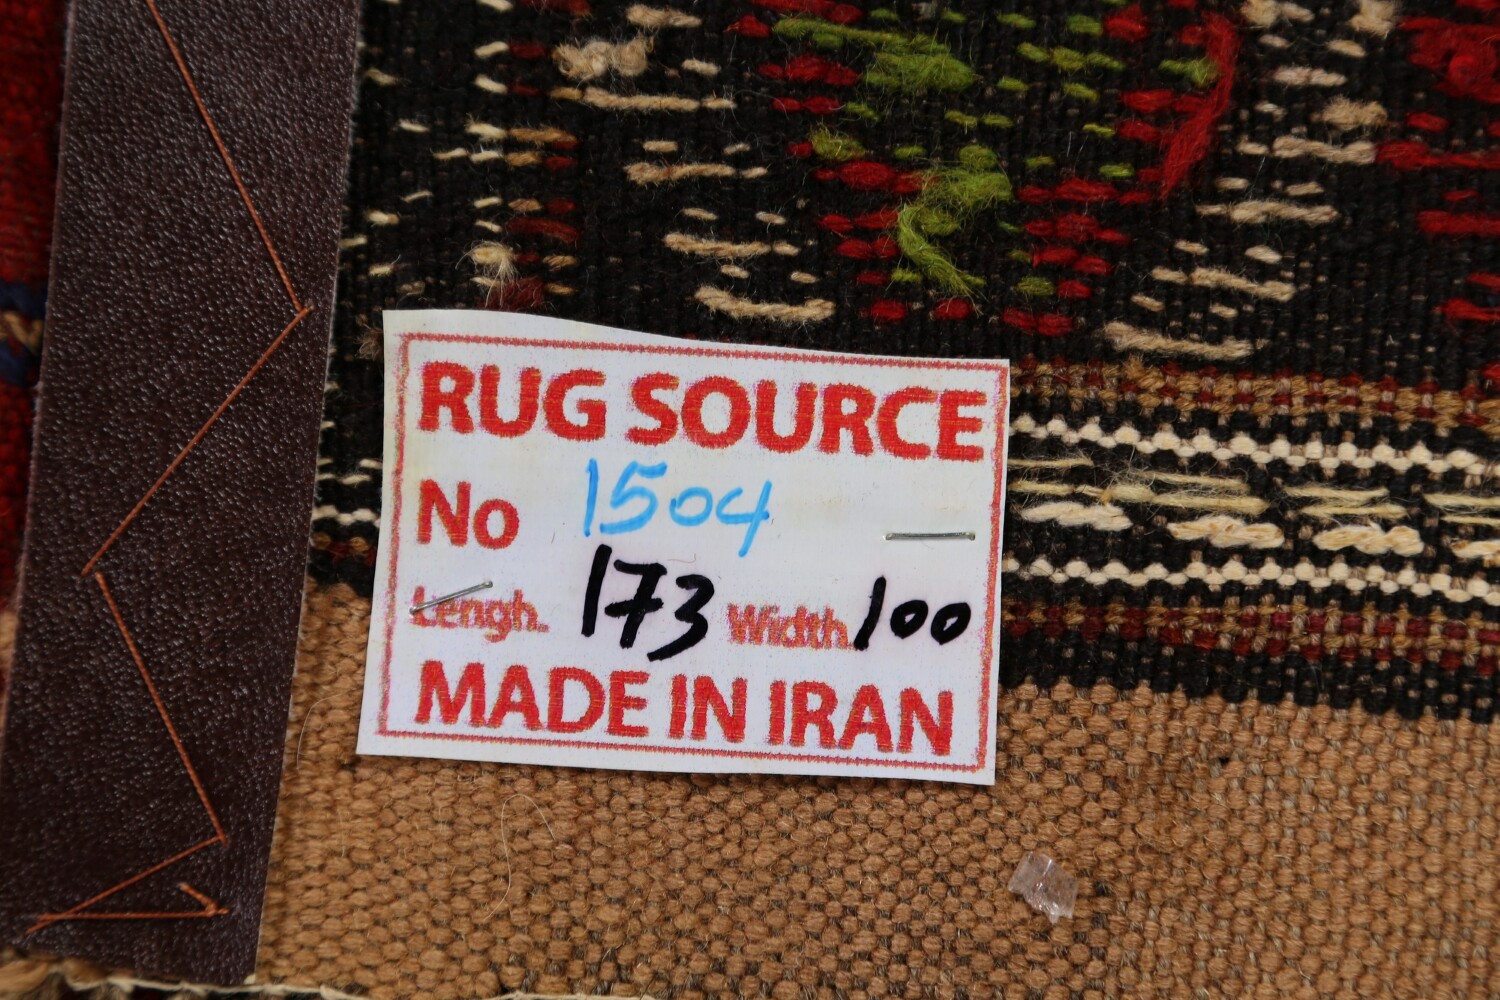 RUG SOURCE
No 1504
Lengh. 173 Width. 100
MADE IN IRAN